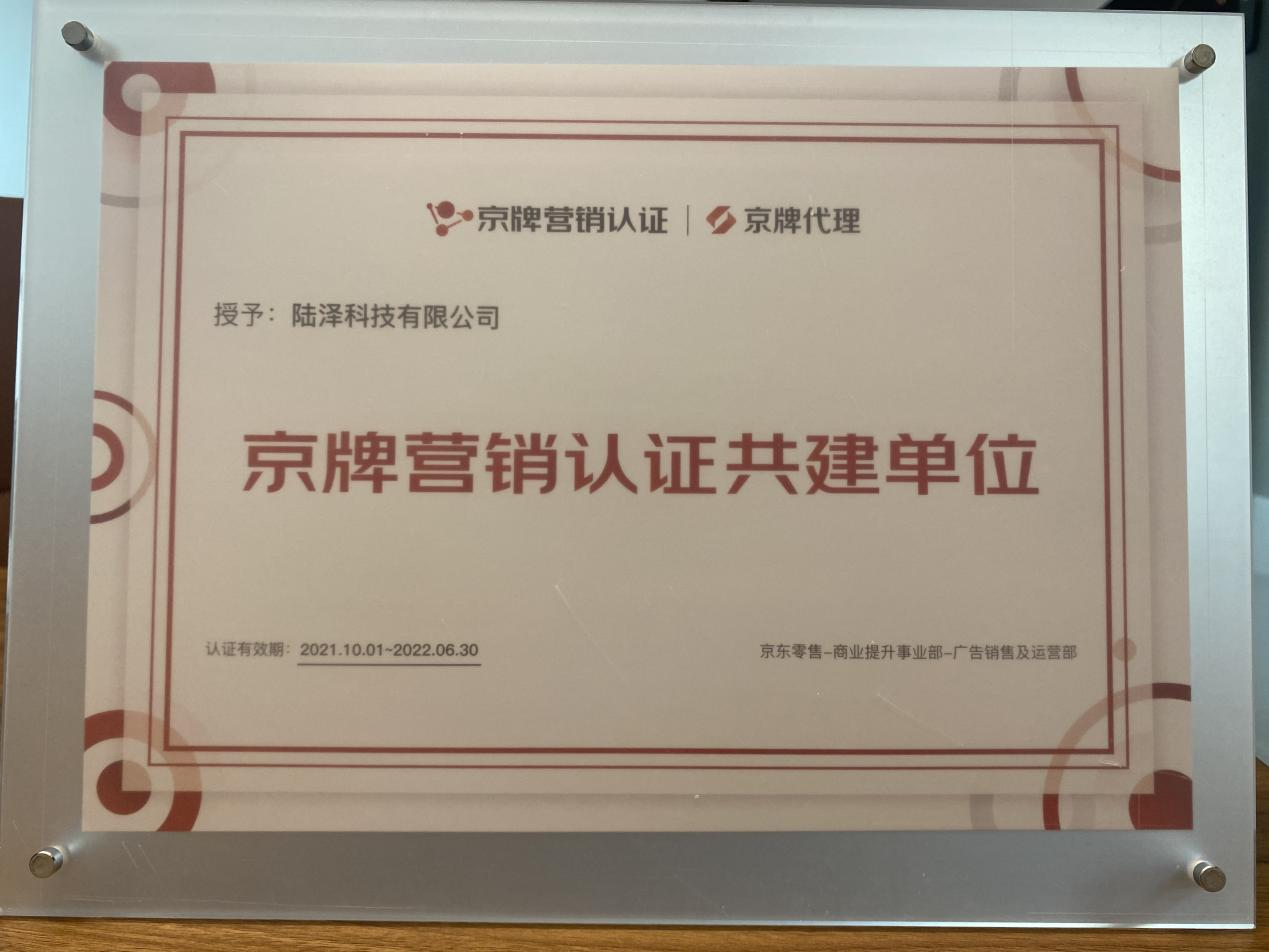 京牌营销认证 | 京牌代理
授予：陆泽科技有限公司
京牌营销认证共建单位
认证有效期：2021.10.01~2022.06.30
京东零售-商业提升事业部-广告销售及运营部